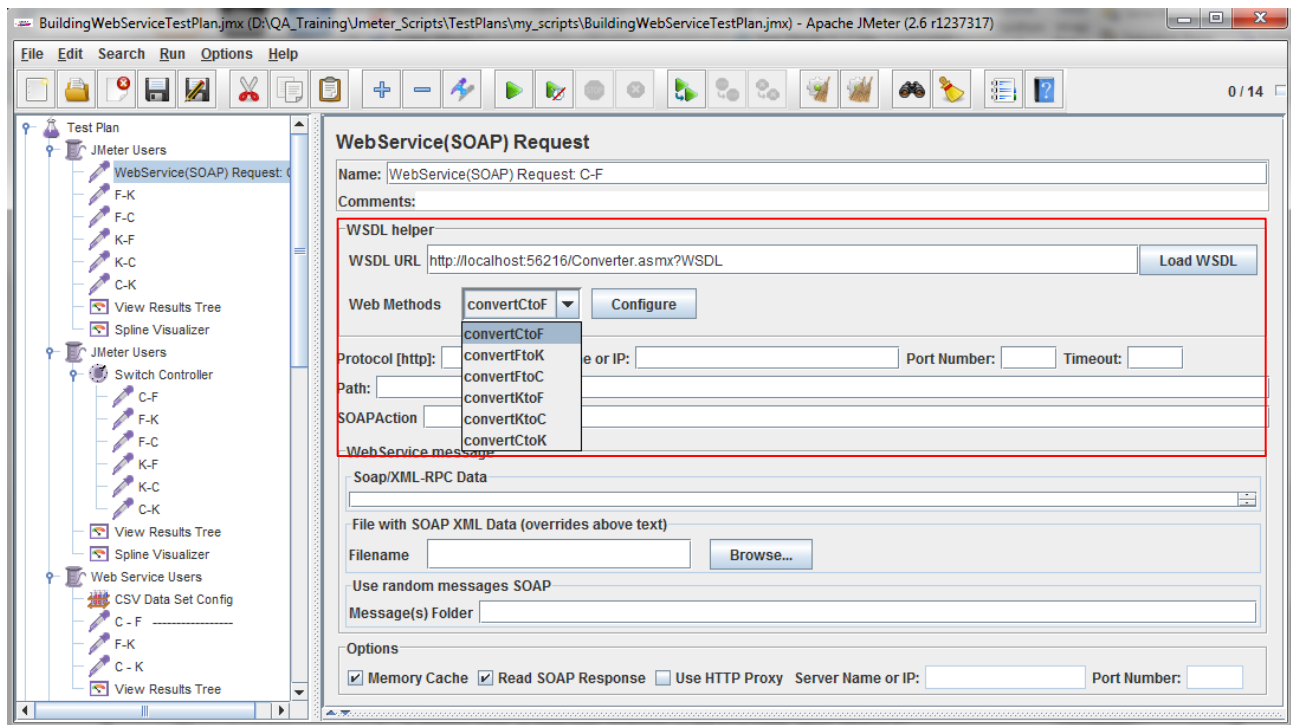 BuildingWebServiceTestPlan.jmx (D:\QA_Training\Jmeter_Scripts\TestPlans\my_scripts\BuildingWebServiceTestPlan.jmx) - Apache JMeter (2.6 r1237317)
File Edit Search Run Options Help
0 / 14
Test Plan
JMeter Users
WebService(SOAP) Request:
F-K
F-C
K-F
K-C
C-K
View Results Tree
Spline Visualizer
JMeter Users
Switch Controller
C-F
F-K
F-C
K-F
K-C
C-K
View Results Tree
Spline Visualizer
Web Service Users
CSV Data Set Config
C - F -----------------
F-K
C - K
View Results Tree
WebService(SOAP) Request
Name: WebService(SOAP) Request: C-F
Comments:
WSDL helper
WSDL URL http://localhost:56216/Converter.asmx?WSDL Load WSDL
Web Methods convertCtoF Configure
convertCtoF
convertFtoK
convertFtoC
convertKtoF
convertKtoC
convertCtoK
Protocol [http]: e or IP: Port Number: Timeout:
Path:
SOAPAction
WebService message
Soap/XML-RPC Data
File with SOAP XML Data (overrides above text)
Filename Browse...
Use random messages SOAP
Message(s) Folder
Options
Memory Cache Read SOAP Response Use HTTP Proxy Server Name or IP: Port Number: